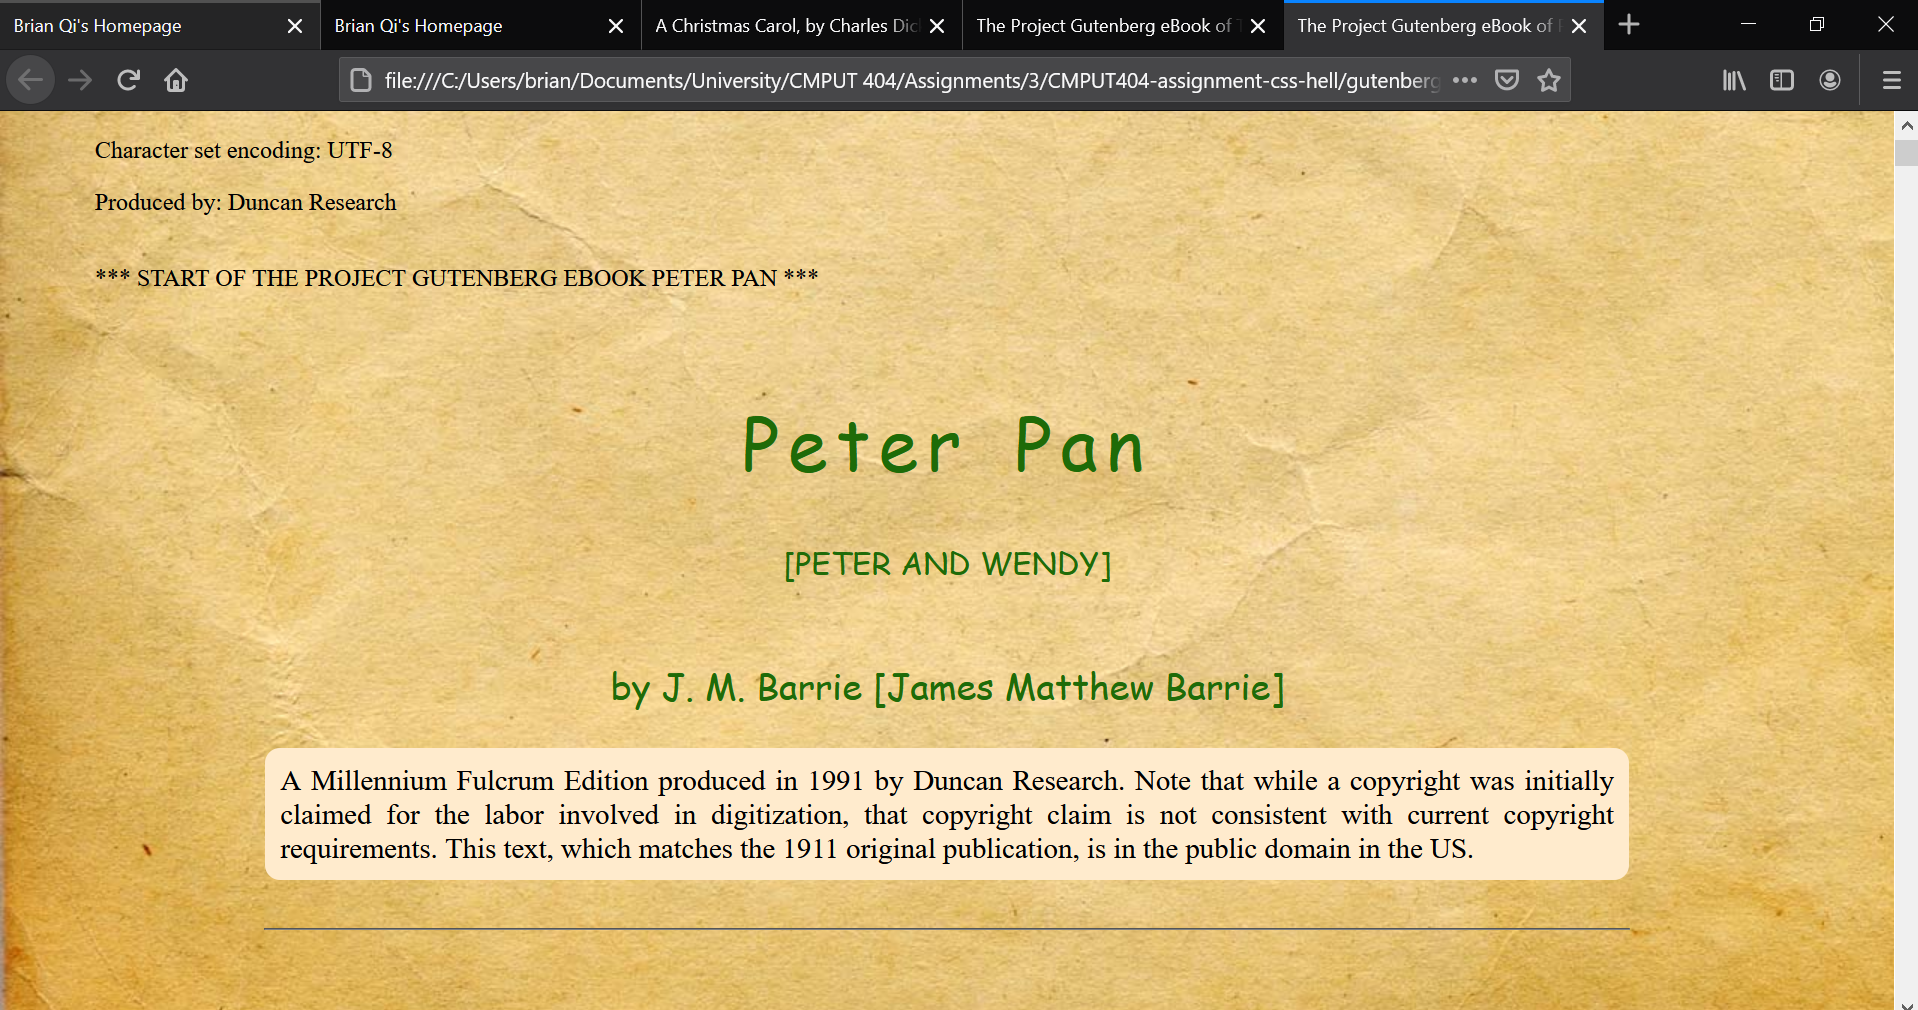 Brian Qi's Homepage
Brian Qi's Homepage
A Christmas Carol, by Charles Dic
The Project Gutenberg eBook of T
The Project Gutenberg eBook of
file:///C:/Users/brian/Documents/University/CMPUT 404/Assignments/3/CMPUT404-assignment-css-hell/gutenberg
Character set encoding: UTF-8
Produced by: Duncan Research
*** START OF THE PROJECT GUTENBERG EBOOK PETER PAN ***
Peter Pan
[PETER AND WENDY]
by J. M. Barrie [James Matthew Barrie]
A Millennium Fulcrum Edition produced in 1991 by Duncan Research. Note that while a copyright was initially
claimed for the labor involved in digitization, that copyright claim is not consistent with current copyright
requirements. This text, which matches the 1911 original publication, is in the public domain in the US.